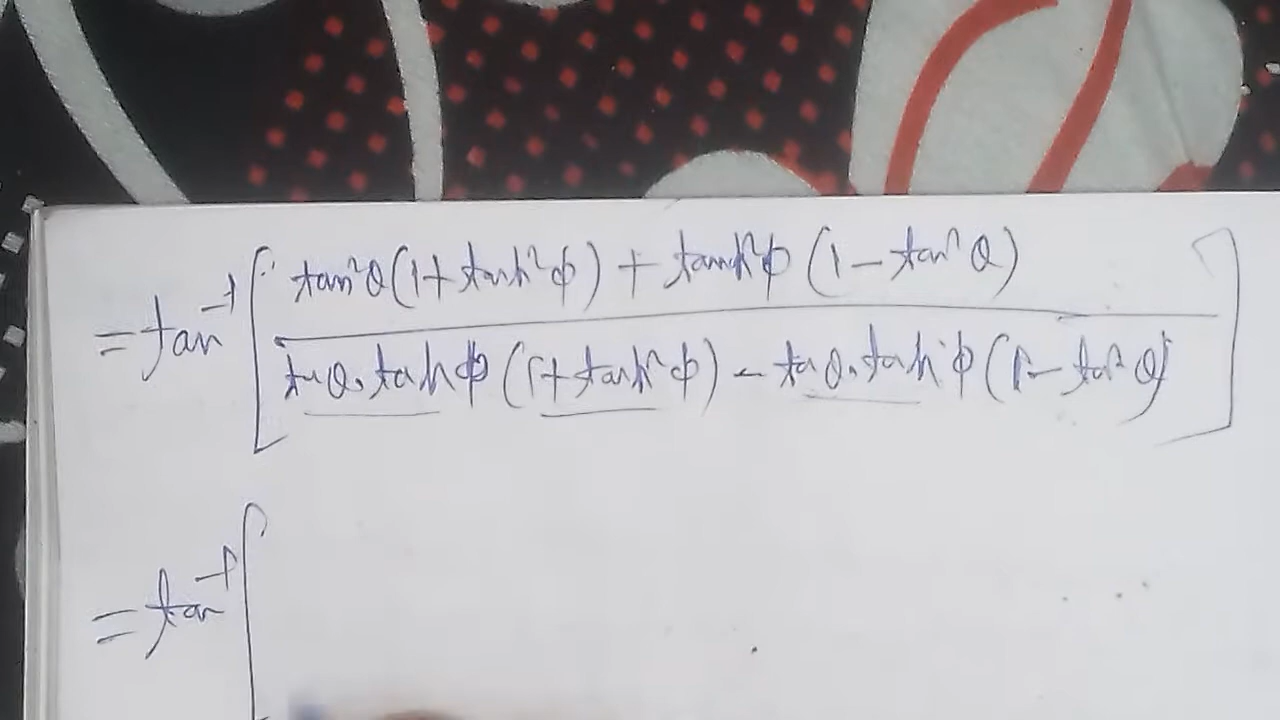 = tan⁻¹ [ tan²θ(1+tanh²φ) + tanh²φ (1 − tan²θ)
tanθ.tanhφ (1+tanh²φ) − tanθ.tanhφ (1 − tan²θ) ]
= tan⁻¹ [